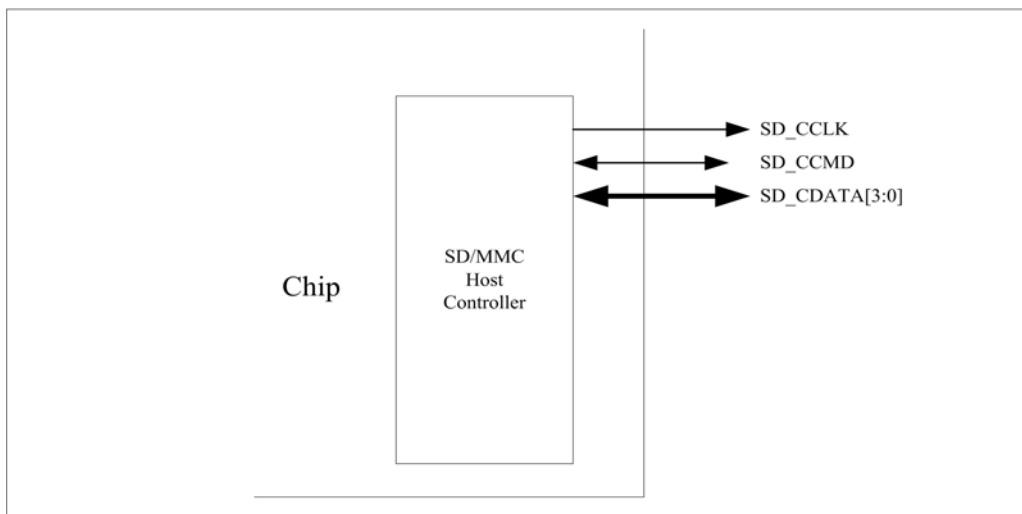 SD_CCLK
SD_CCMD
SD_CDATA[3:0]
SD/MMC
Host
Controller
Chip